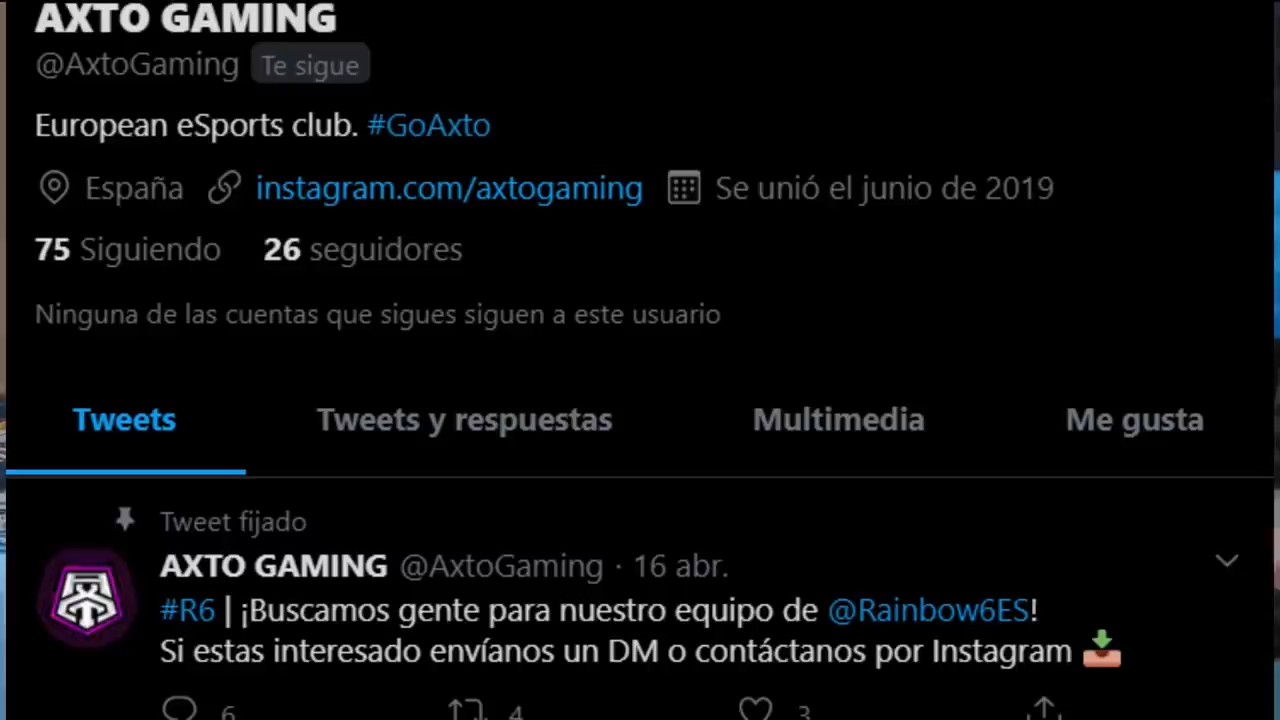 AXTO GAMING
@AxtoGaming Te sigue
European eSports club. #GoAxto
España instagram.com/axtogaming Se unió el junio de 2019
75 Siguiendo 26 seguidores
Ninguna de las cuentas que sigues siguen a este usuario
Tweets Tweets y respuestas Multimedia Me gusta
Tweet fijado
AXTO GAMING @AxtoGaming · 16 abr.
#R6 | ¡Buscamos gente para nuestro equipo de @Rainbow6ES!
Si estas interesado envíanos un DM o contáctanos por Instagram
6 4 3